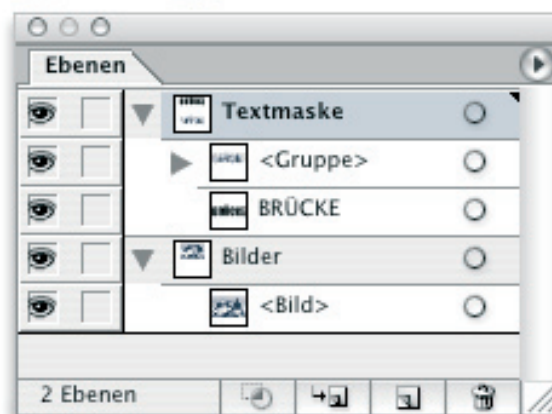 Ebenen
Textmaske
<Gruppe>
BRÜCKE
Bilder
<Bild>
2 Ebenen